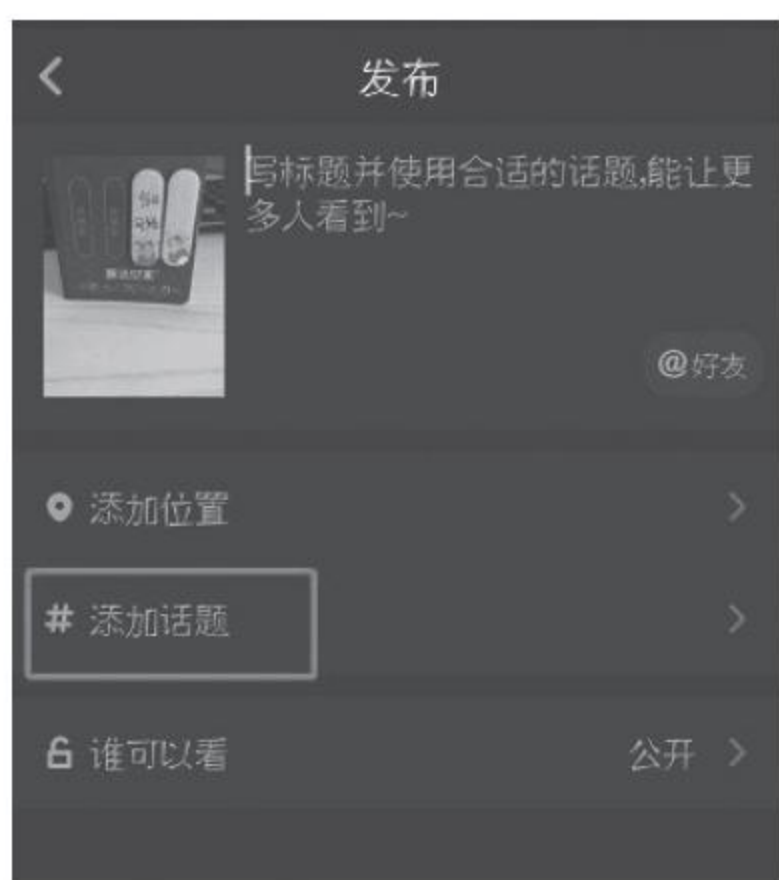 发布
写标题并使用合适的话题,能让更
多人看到~
@好友
添加位置
# 添加话题
谁可以看
公开